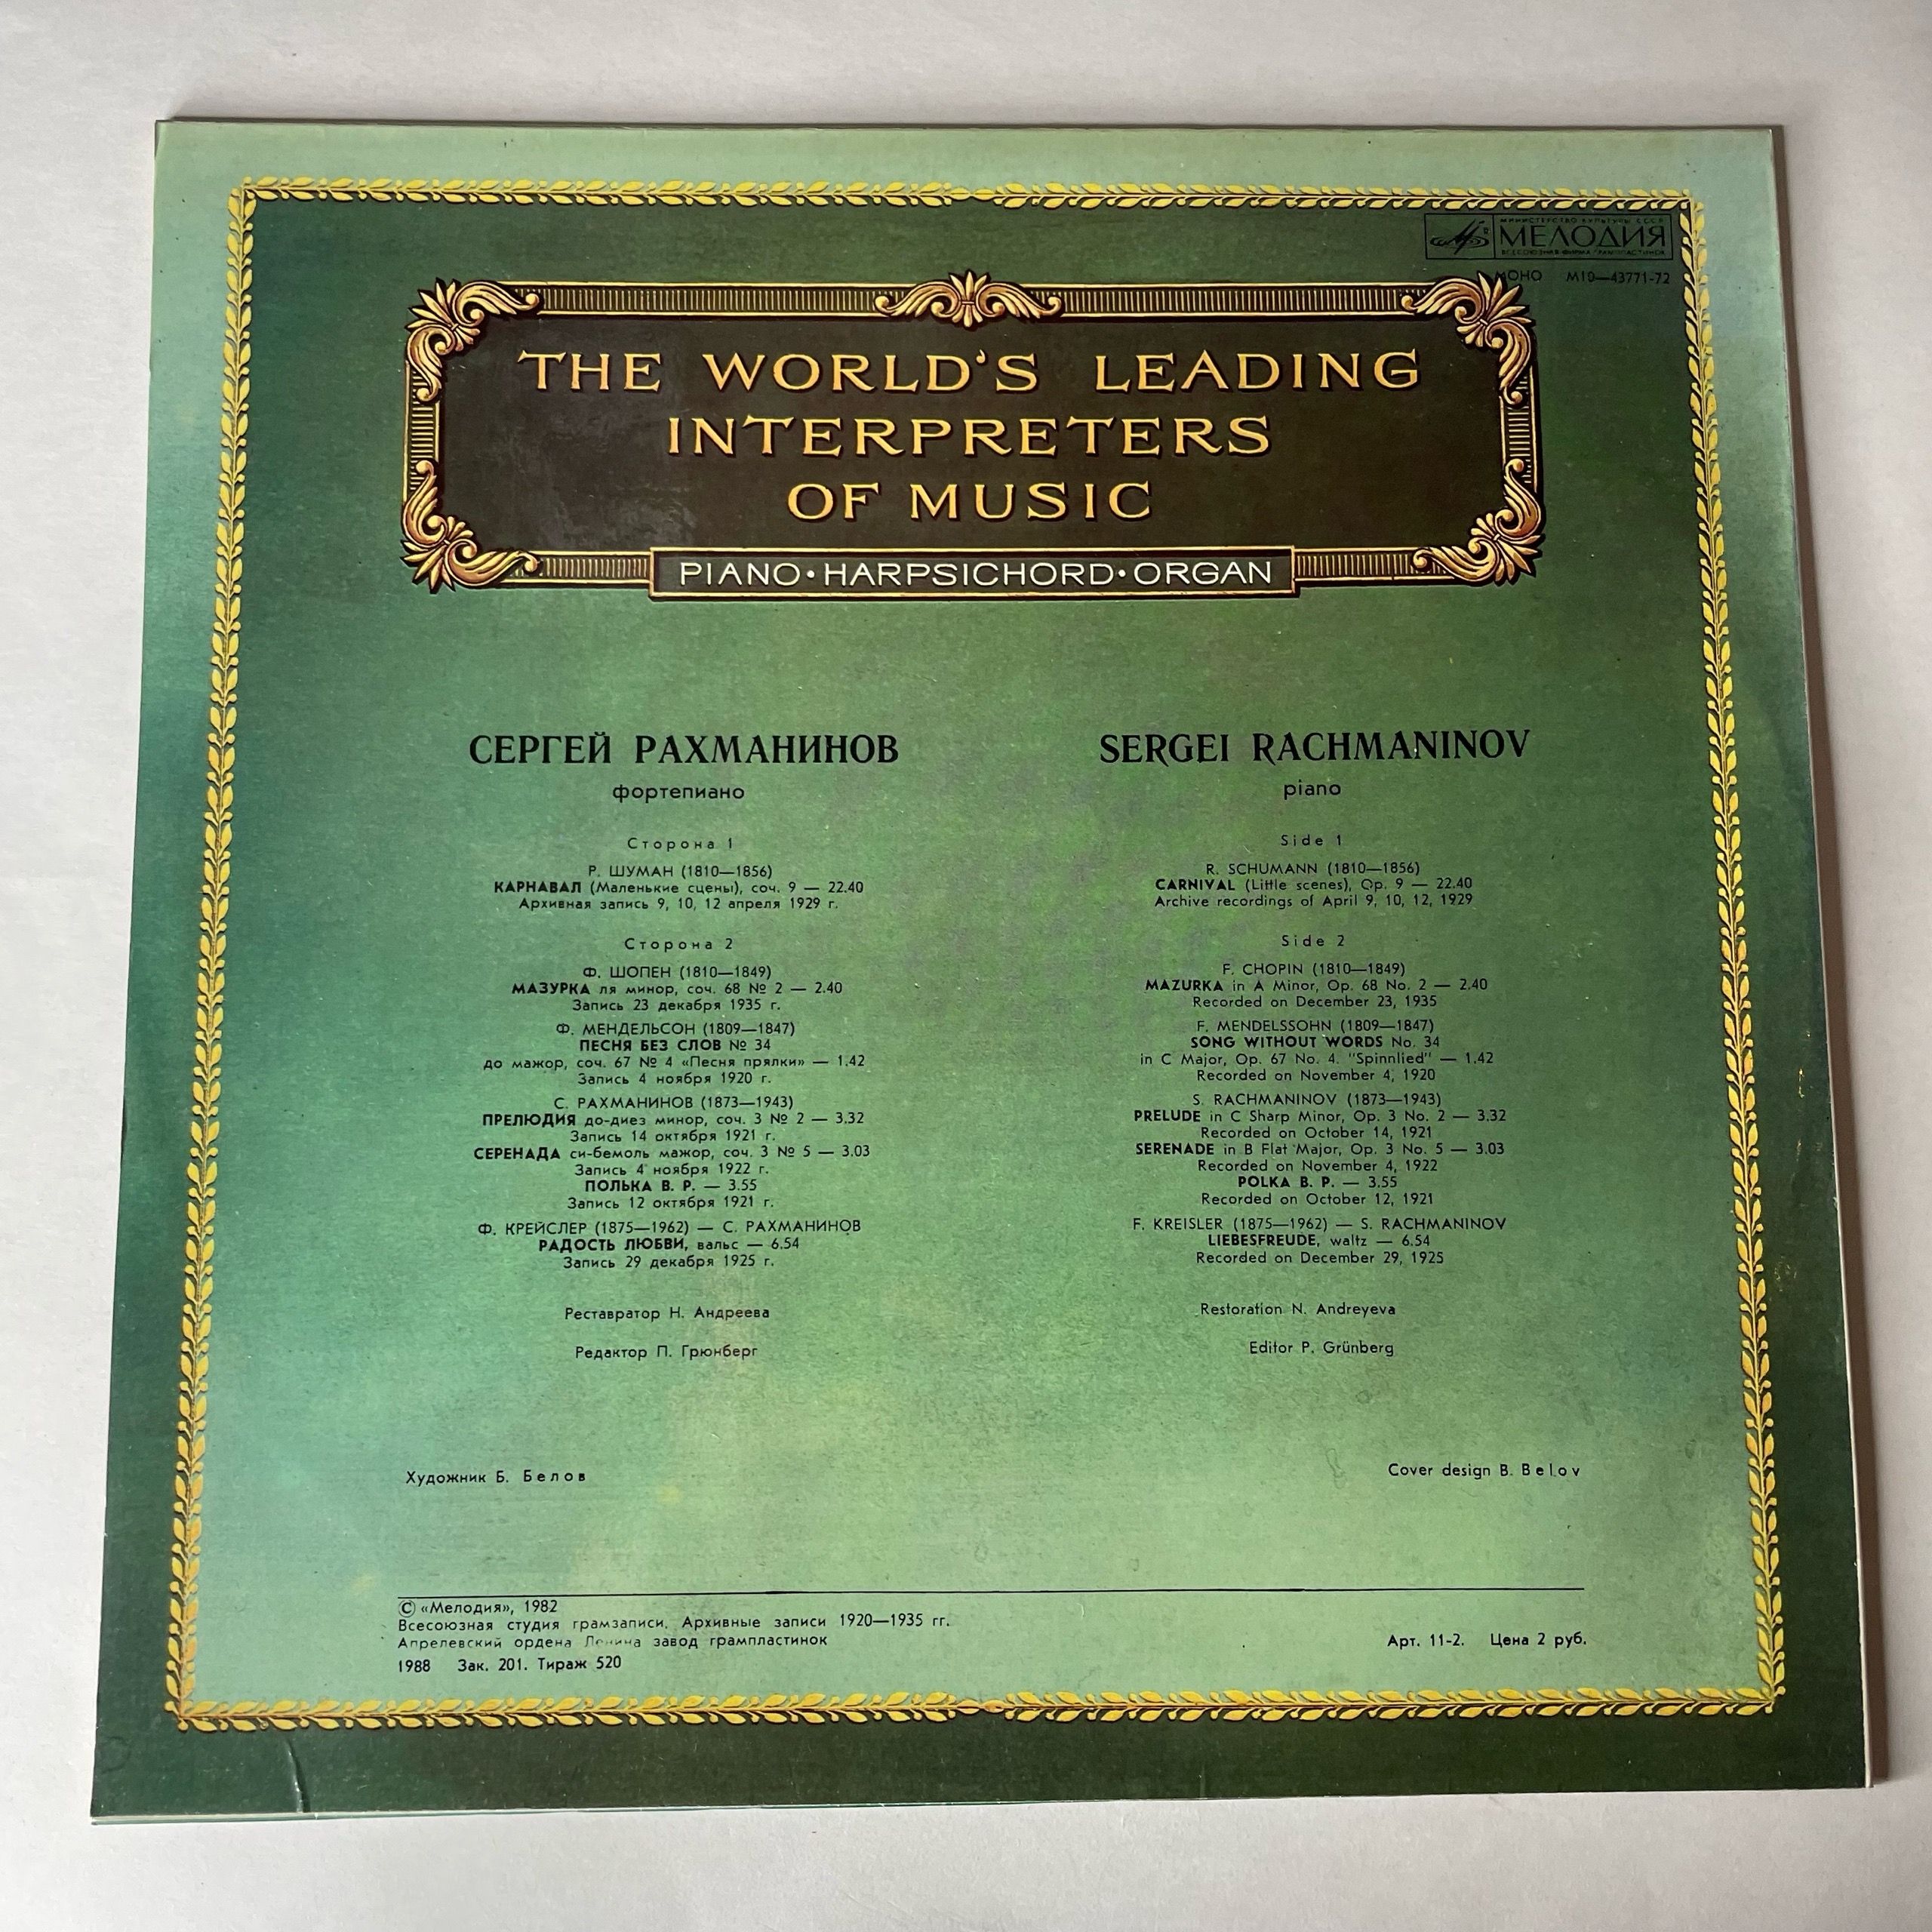 МИНИСТЕРСТВО КУЛЬТУРЫ СССР
МЕЛОДИЯ
ВСЕСОЮЗНАЯ ФИРМА ГРАМПЛАСТИНОК
МОНО М10—43771-72
THE WORLD'S LEADING
INTERPRETERS
OF MUSIC
PIANO•HARPSICHORD•ORGAN
СЕРГЕЙ РАХМАНИНОВ
фортепиано
Сторона 1
Р. ШУМАН (1810—1856)
КАРНАВАЛ (Маленькие сцены), соч. 9 — 22.40
Архивная запись 9, 10, 12 апреля 1929 г.
Сторона 2
Ф. ШОПЕН (1810—1849)
МАЗУРКА ля минор, соч. 68 № 2 — 2.40
Запись 23 декабря 1935 г.
Ф. МЕНДЕЛЬСОН (1809—1847)
ПЕСНЯ БЕЗ СЛОВ № 34
до мажор, соч. 67 № 4 «Песня прялки» — 1.42
Запись 4 ноября 1920 г.
С. РАХМАНИНОВ (1873—1943)
ПРЕЛЮДИЯ до-диез минор, соч. 3 № 2 — 3.32
Запись 14 октября 1921 г.
СЕРЕНАДА си-бемоль мажор, соч. 3 № 5 — 3.03
Запись 4 ноября 1922 г.
ПОЛЬКА В. Р. — 3.55
Запись 12 октября 1921 г.
Ф. КРЕЙСЛЕР (1875—1962) — С. РАХМАНИНОВ
РАДОСТЬ ЛЮБВИ, вальс — 6.54
Запись 29 декабря 1925 г.
Реставратор Н. Андреева
Редактор П. Грюнберг
Художник Б. Белов
SERGEI RACHMANINOV
piano
Side 1
R. SCHUMANN (1810—1856)
CARNIVAL (Little scenes), Op. 9 — 22.40
Archive recordings of April 9, 10, 12, 1929
Side 2
F. CHOPIN (1810—1849)
MAZURKA in A Minor, Op. 68 No. 2 — 2.40
Recorded on December 23, 1935
F. MENDELSSOHN (1809—1847)
SONG WITHOUT WORDS No. 34
in C Major, Op. 67 No. 4. "Spinnlied" — 1.42
Recorded on November 4, 1920
S. RACHMANINOV (1873—1943)
PRELUDE in C Sharp Minor, Op. 3 No. 2 — 3.32
Recorded on October 14, 1921
SERENADE in B Flat Major, Op. 3 No. 5 — 3.03
Recorded on November 4, 1922
POLKA B. P. — 3.55
Recorded on October 12, 1921
F. KREISLER (1875—1962) — S. RACHMANINOV
LIEBESFREUDE, waltz — 6.54
Recorded on December 29, 1925
Restoration N. Andreyeva
Editor P. Grünberg
Cover design B. Belov
© «Мелодия», 1982
Всесоюзная студия грамзаписи. Архивные записи 1920—1935 гг.
Апрелевский ордена Ленина завод грампластинок
1988 Зак. 201. Тираж 520
Арт. 11-2. Цена 2 руб.